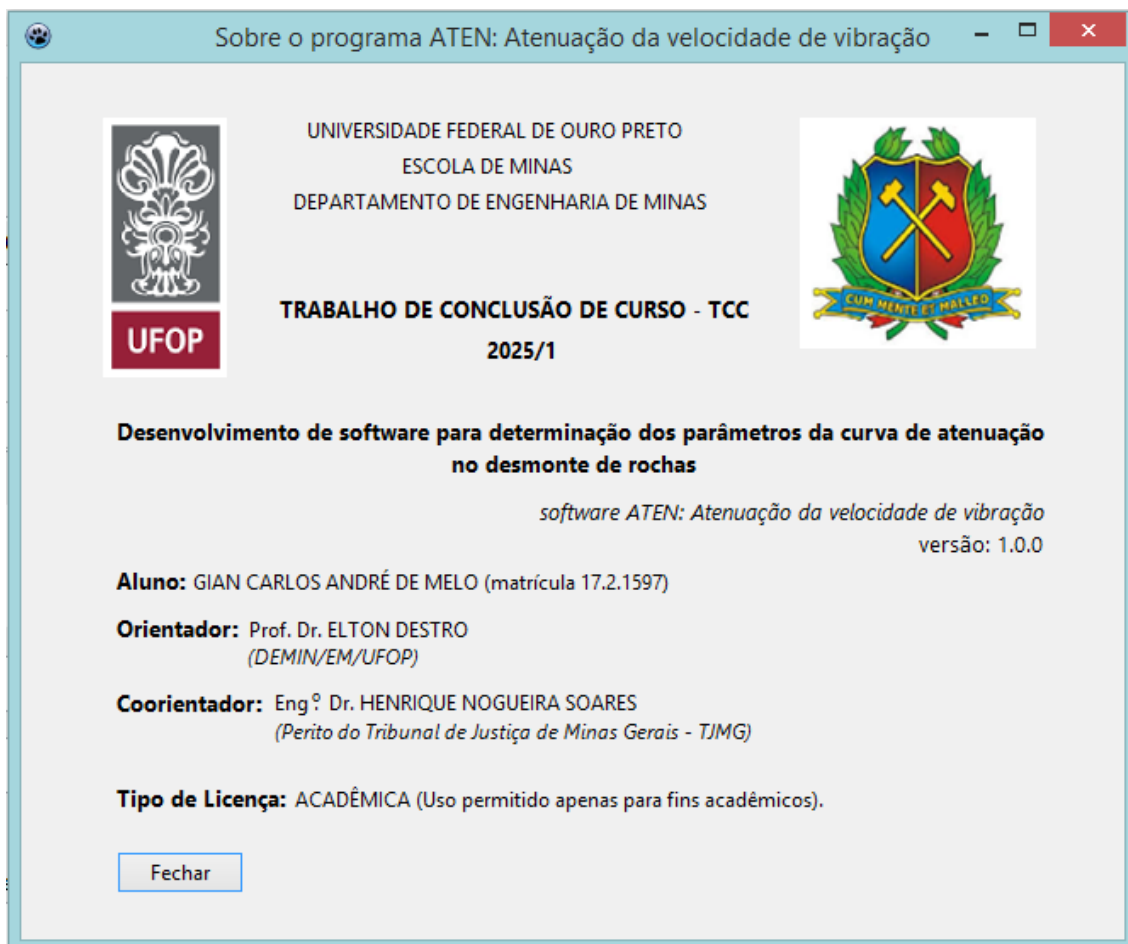 Sobre o programa ATEN: Atenuação da velocidade de vibração
UNIVERSIDADE FEDERAL DE OURO PRETO
ESCOLA DE MINAS
DEPARTAMENTO DE ENGENHARIA DE MINAS
UFOP
CUM MENTE ET MALLEO
TRABALHO DE CONCLUSÃO DE CURSO - TCC
2025/1
Desenvolvimento de software para determinação dos parâmetros da curva de atenuação
no desmonte de rochas
software ATEN: Atenuação da velocidade de vibração
versão: 1.0.0
Aluno: GIAN CARLOS ANDRÉ DE MELO (matrícula 17.2.1597)
Orientador: Prof. Dr. ELTON DESTRO
(DEMIN/EM/UFOP)
Coorientador: Engº. Dr. HENRIQUE NOGUEIRA SOARES
(Perito do Tribunal de Justiça de Minas Gerais - TJMG)
Tipo de Licença: ACADÊMICA (Uso permitido apenas para fins acadêmicos).
Fechar